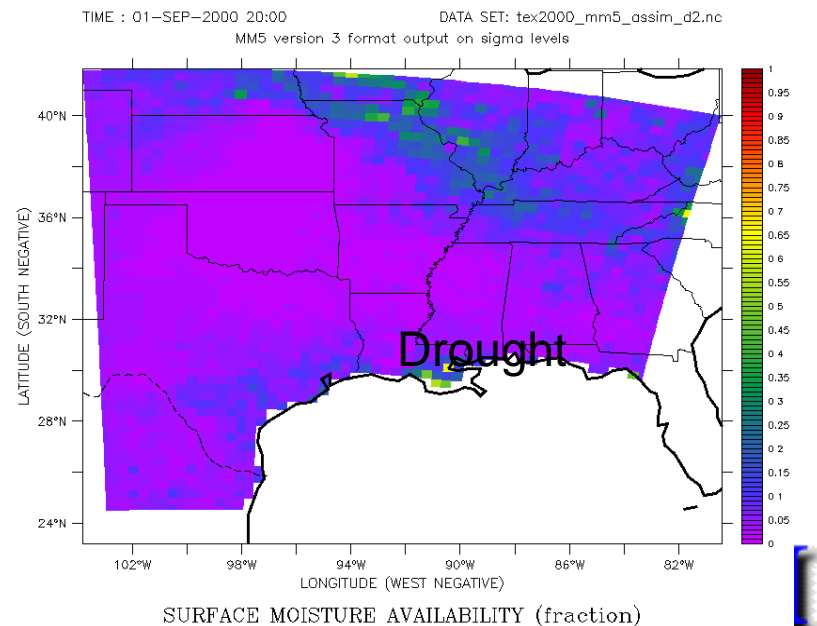 TIME : 01-SEP-2000 20:00 DATA SET: tex2000_mm5_assim_d2.nc
MM5 version 3 format output on sigma levels
1
0.95
0.9
0.85
0.8
0.75
0.7
0.65
0.6
0.55
0.5
0.45
0.4
0.35
0.3
0.25
0.2
0.15
0.1
0.05
0
LATITUDE (SOUTH NEGATIVE)
40°N
36°N
32°N
28°N
24°N
Drought
102°W 98°W 94°W 90°W 86°W 82°W
LONGITUDE (WEST NEGATIVE)
SURFACE MOISTURE AVAILABILITY (fraction)